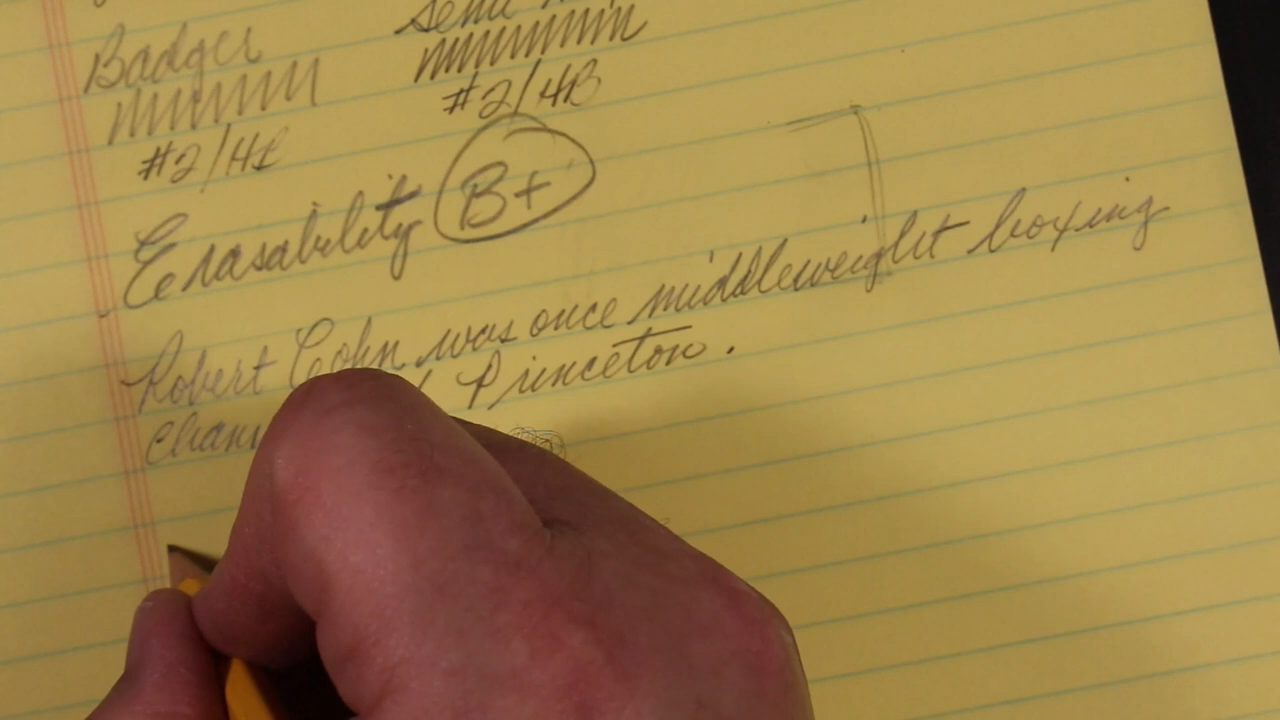 Badger
#2/4B
#2/4B
Erasability B+
Robert Cohn was once middleweight boxing
Princeton.